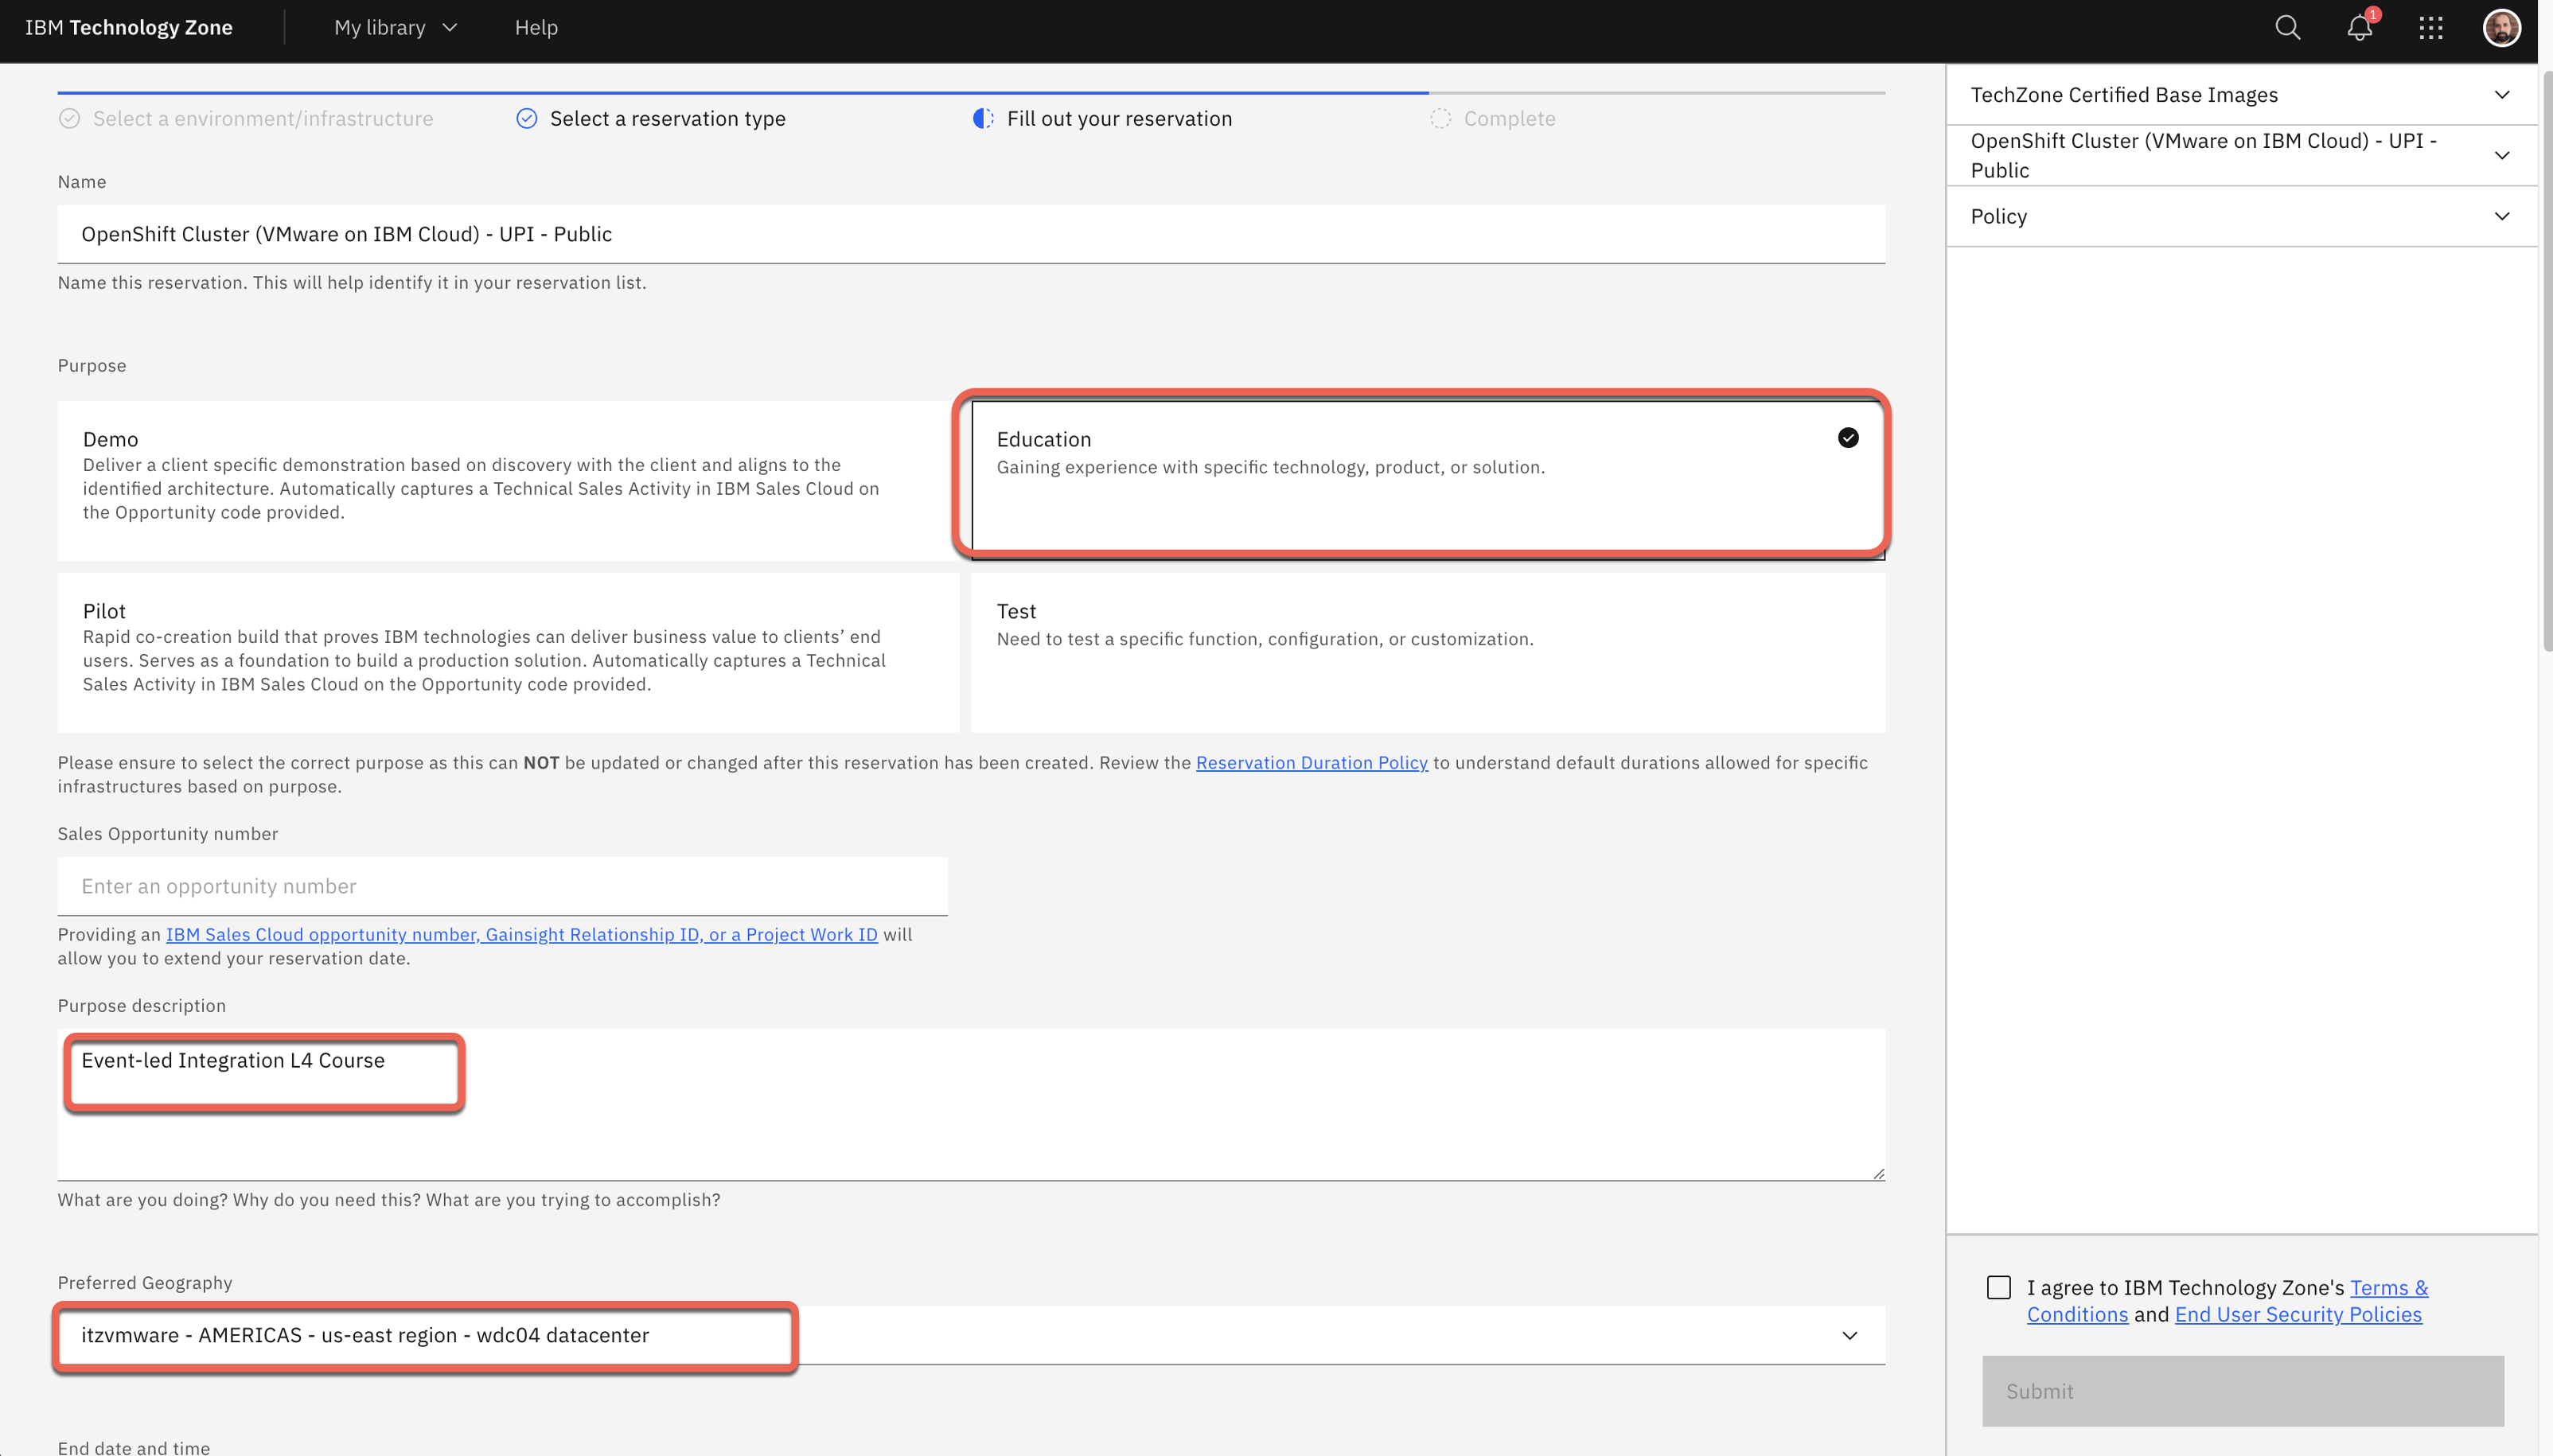 IBM Technology Zone
My library
Help
1
Select a environment/infrastructure
Select a reservation type
Fill out your reservation
Complete
Name
OpenShift Cluster (VMware on IBM Cloud) - UPI - Public
Name this reservation. This will help identify it in your reservation list.
Purpose
Demo
Deliver a client specific demonstration based on discovery with the client and aligns to the
identified architecture. Automatically captures a Technical Sales Activity in IBM Sales Cloud on
the Opportunity code provided.
Education
Gaining experience with specific technology, product, or solution.
Pilot
Rapid co-creation build that proves IBM technologies can deliver business value to clients’ end
users. Serves as a foundation to build a production solution. Automatically captures a Technical
Sales Activity in IBM Sales Cloud on the Opportunity code provided.
Test
Need to test a specific function, configuration, or customization.
Please ensure to select the correct purpose as this can NOT be updated or changed after this reservation has been created. Review the Reservation Duration Policy to understand default durations allowed for specific
infrastructures based on purpose.
Sales Opportunity number
Enter an opportunity number
Providing an IBM Sales Cloud opportunity number, Gainsight Relationship ID, or a Project Work ID will
allow you to extend your reservation date.
Purpose description
Event-led Integration L4 Course
What are you doing? Why do you need this? What are you trying to accomplish?
Preferred Geography
itzvmware - AMERICAS - us-east region - wdc04 datacenter
End date and time
TechZone Certified Base Images
OpenShift Cluster (VMware on IBM Cloud) - UPI -
Public
Policy
I agree to IBM Technology Zone's Terms &
Conditions and End User Security Policies
Submit